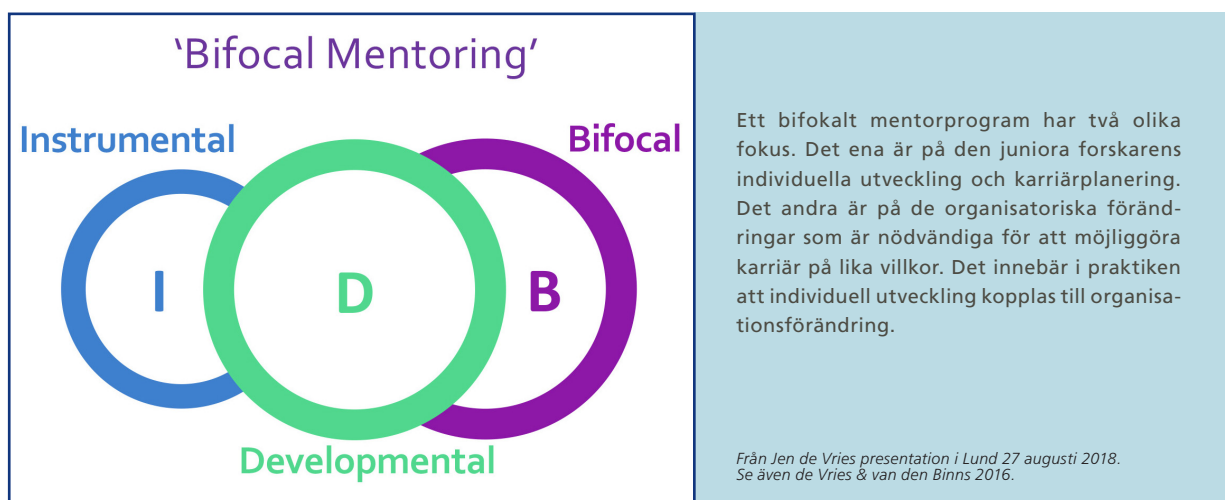 ‘Bifocal Mentoring’
Instrumental
Bifocal
I
D
B
Developmental
Ett bifokalt mentorprogram har två olika
fokus. Det ena är på den juniora forskarens
individuella utveckling och karriärplanering.
Det andra är på de organisatoriska föränd-
ringar som är nödvändiga för att möjliggöra
karriär på lika villkor. Det innebär i praktiken
att individuell utveckling kopplas till organisa-
tionsförändring.
Från Jen de Vries presentation i Lund 27 augusti 2018.
Se även de Vries & van den Binns 2016.